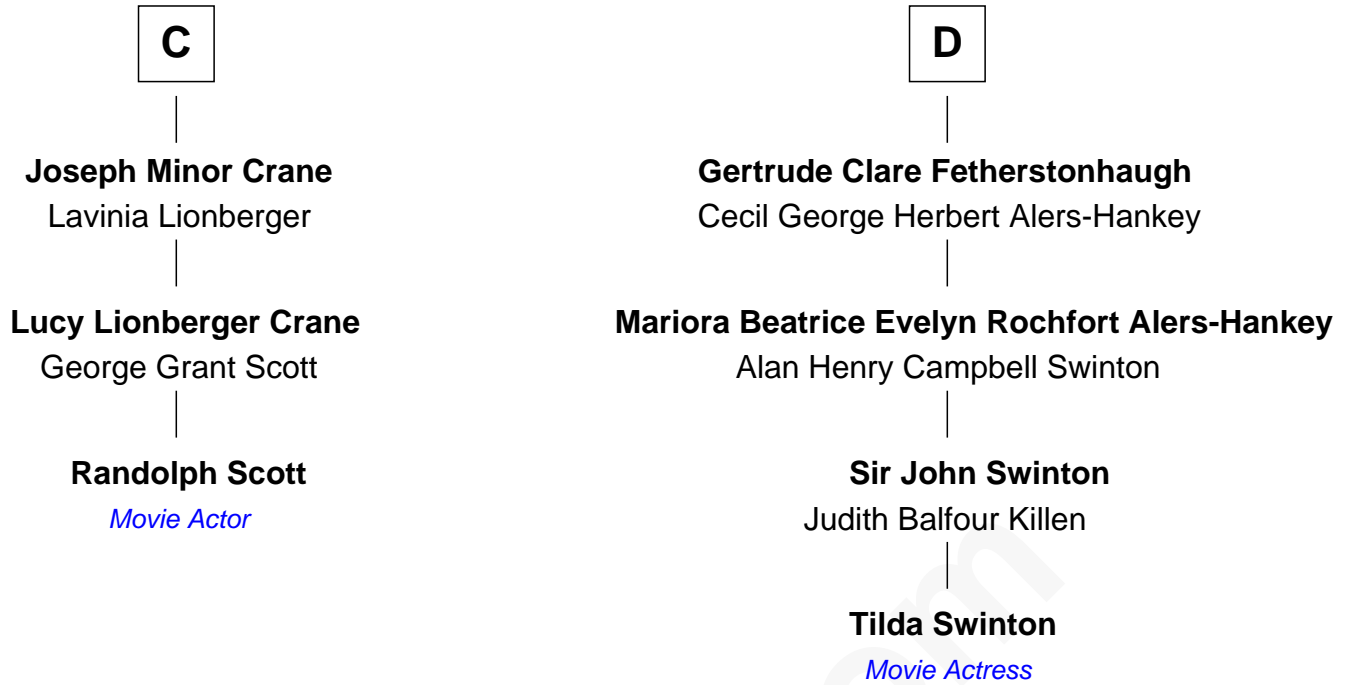 C
Joseph Minor Crane
Lavinia Lionberger
Lucy Lionberger Crane
George Grant Scott
Randolph Scott
Movie Actor
D
Gertrude Clare Fetherstonhaugh
Cecil George Herbert Alers-Hankey
Mariora Beatrice Evelyn Rochfort Alers-Hankey
Alan Henry Campbell Swinton
Sir John Swinton
Judith Balfour Killen
Tilda Swinton
Movie Actress